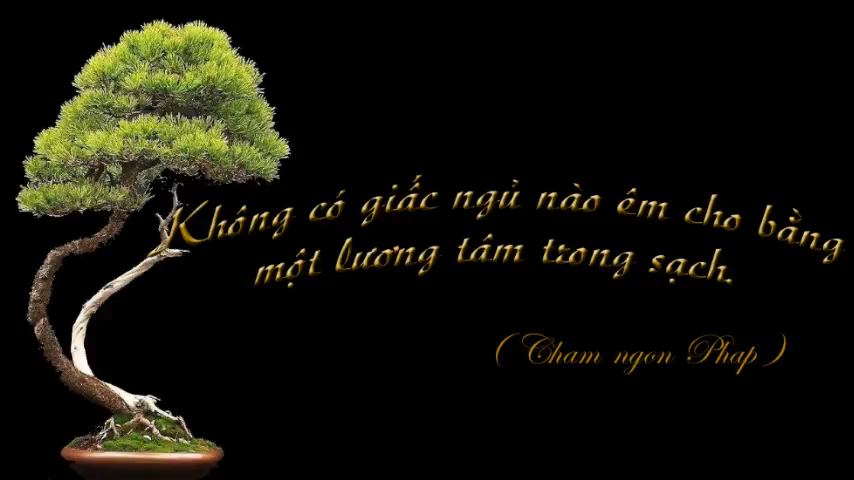 Không có giấc ngủ nào êm cho bằng
một lương tâm trong sạch.
( Cham ngon Phap )